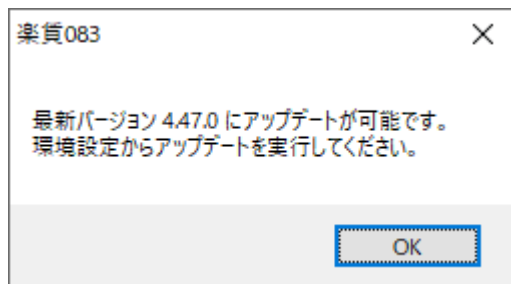 楽質083
最新バージョン 4.47.0 にアップデートが可能です。
環境設定からアップデートを実行してください。
OK